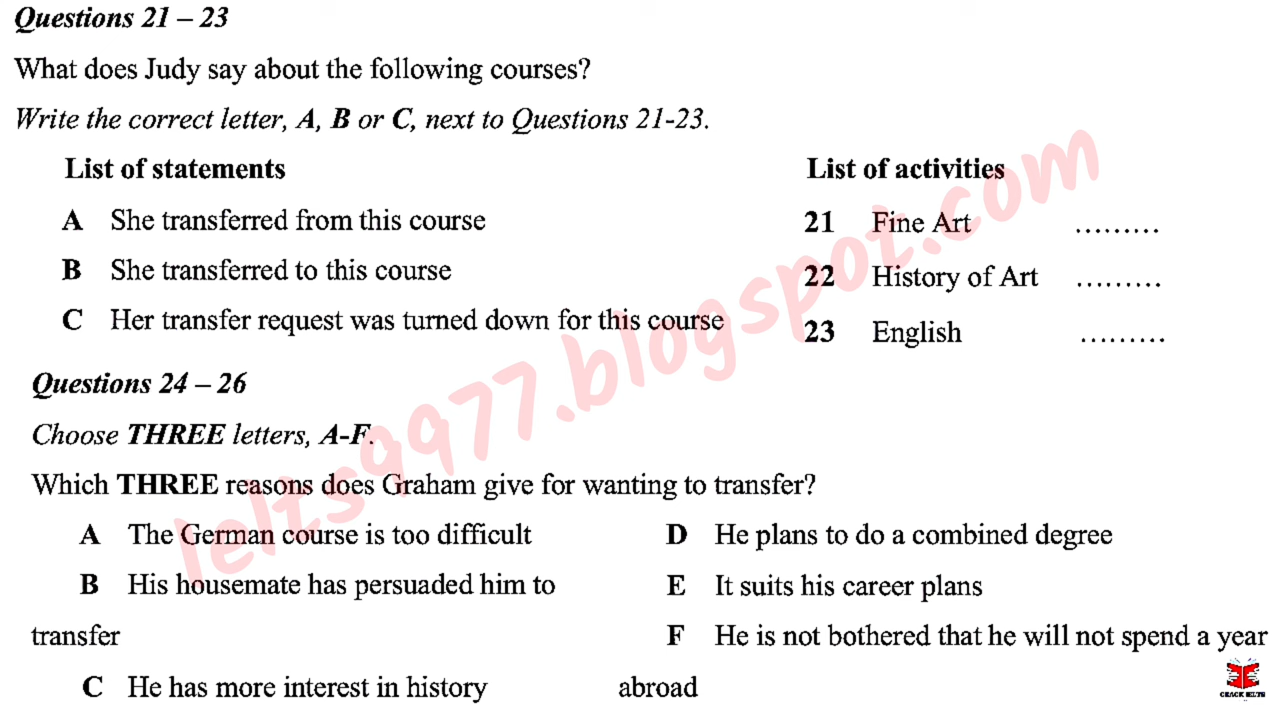 Questions 21 – 23
What does Judy say about the following courses?
Write the correct letter, A, B or C, next to Questions 21-23.
List of statements
A She transferred from this course
B She transferred to this course
C Her transfer request was turned down for this course
List of activities
21 Fine Art .........
22 History of Art .........
23 English .........
Questions 24 – 26
Choose THREE letters, A-F.
Which THREE reasons does Graham give for wanting to transfer?
A The German course is too difficult
B His housemate has persuaded him to
transfer
C He has more interest in history
D He plans to do a combined degree
E It suits his career plans
F He is not bothered that he will not spend a year
abroad
Ielts9977.blogspot.com
CRACK IELTS